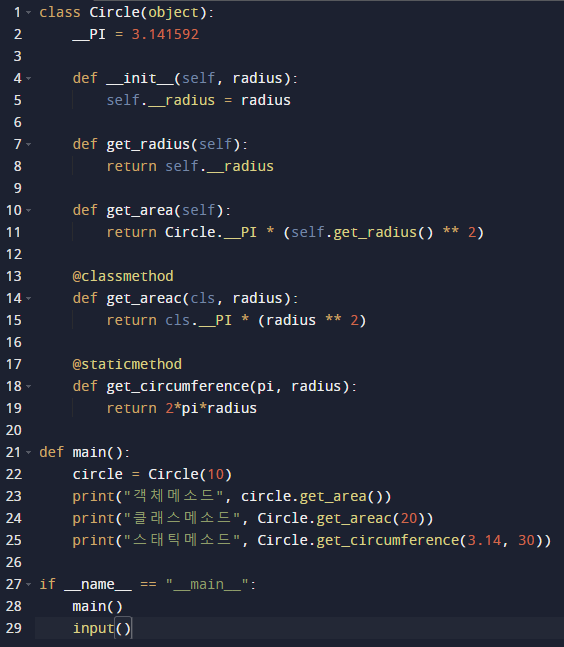 1 class Circle(object):
2     __PI = 3.141592
3
4     def __init__(self, radius):
5         self.__radius = radius
6
7     def get_radius(self):
8         return self.__radius
9
10     def get_area(self):
11         return Circle.__PI * (self.get_radius() ** 2)
12
13     @classmethod
14     def get_areac(cls, radius):
15         return cls.__PI * (radius ** 2)
16
17     @staticmethod
18     def get_circumference(pi, radius):
19         return 2*pi*radius
20
21 def main():
22     circle = Circle(10)
23     print("객체메소드", circle.get_area())
24     print("클래스메소드", Circle.get_areac(20))
25     print("스태틱메소드", Circle.get_circumference(3.14, 30))
26
27 if __name__ == "__main__":
28     main()
29     input()